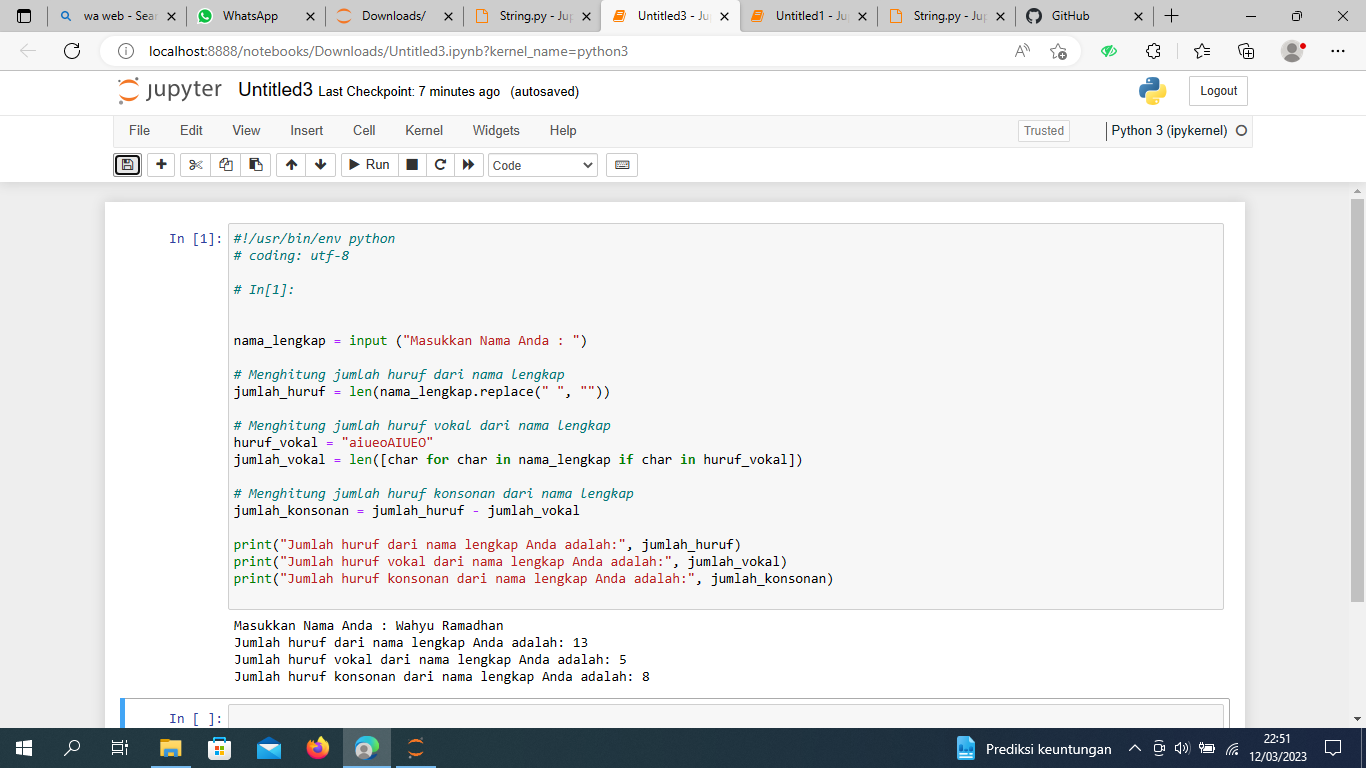 wa web - Sear
WhatsApp
Downloads/
String.py - Jup
Untitled3 - Ju
Untitled1 - Ju
String.py - Jup
GitHub
localhost:8888/notebooks/Downloads/Untitled3.ipynb?kernel_name=python3
jupyter Untitled3 Last Checkpoint: 7 minutes ago (autosaved)
Logout
File Edit View Insert Cell Kernel Widgets Help
Trusted
Python 3 (ipykernel)
Run
Code
In [1]:
#!/usr/bin/env python
# coding: utf-8
# In[1]:
nama_lengkap = input ("Masukkan Nama Anda : ")
# Menghitung jumlah huruf dari nama lengkap
jumlah_huruf = len(nama_lengkap.replace(" ", ""))
# Menghitung jumlah huruf vokal dari nama lengkap
huruf_vokal = "aiueoAIUEO"
jumlah_vokal = len([char for char in nama_lengkap if char in huruf_vokal])
# Menghitung jumlah huruf konsonan dari nama lengkap
jumlah_konsonan = jumlah_huruf - jumlah_vokal
print("Jumlah huruf dari nama lengkap Anda adalah:", jumlah_huruf)
print("Jumlah huruf vokal dari nama lengkap Anda adalah:", jumlah_vokal)
print("Jumlah huruf konsonan dari nama lengkap Anda adalah:", jumlah_konsonan)
Masukkan Nama Anda : Wahyu Ramadhan
Jumlah huruf dari nama lengkap Anda adalah: 13
Jumlah huruf vokal dari nama lengkap Anda adalah: 5
Jumlah huruf konsonan dari nama lengkap Anda adalah: 8
In [ ]:
Prediksi keuntungan
22:51
12/03/2023